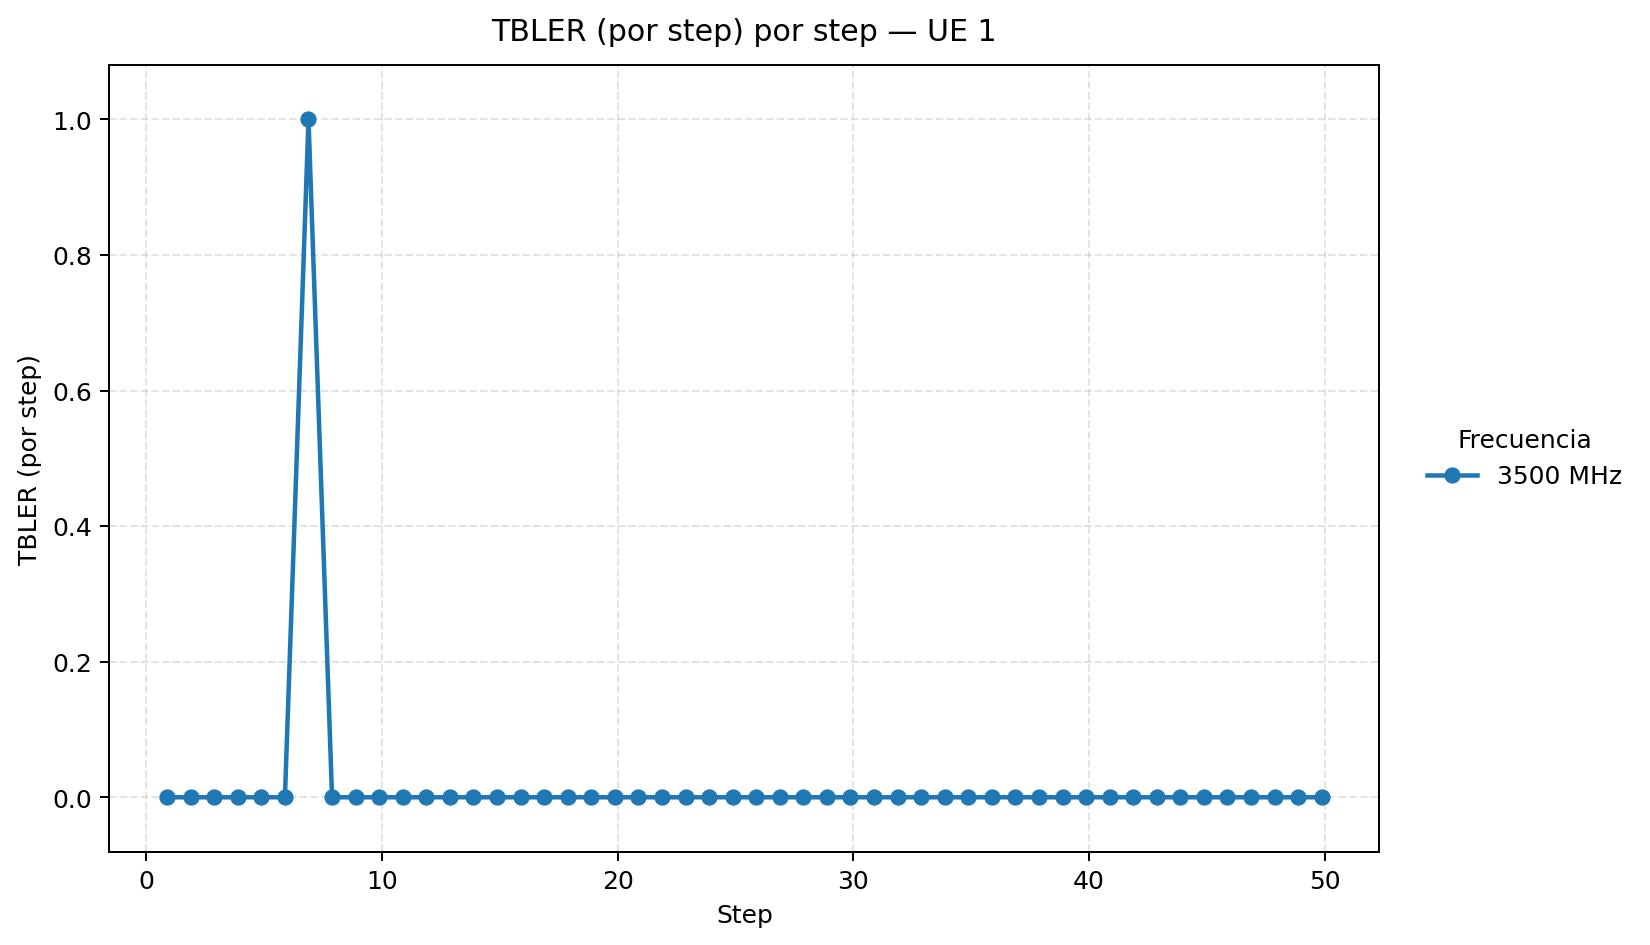 TBLER (por step) por step — UE 1
TBLER (por step)
1.0
0.8
0.6
0.4
0.2
0.0
0 10 20 30 40 50
Step
Frecuencia
3500 MHz